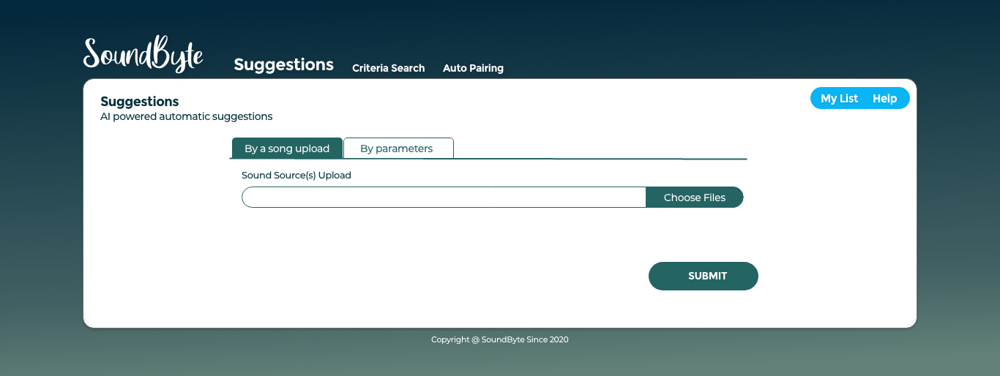 SoundByte
Suggestions Criteria Search Auto Pairing
Suggestions
AI powered automatic suggestions
My List Help
By a song upload By parameters
Sound Source(s) Upload
Choose Files
SUBMIT
Copyright @ SoundByte Since 2020